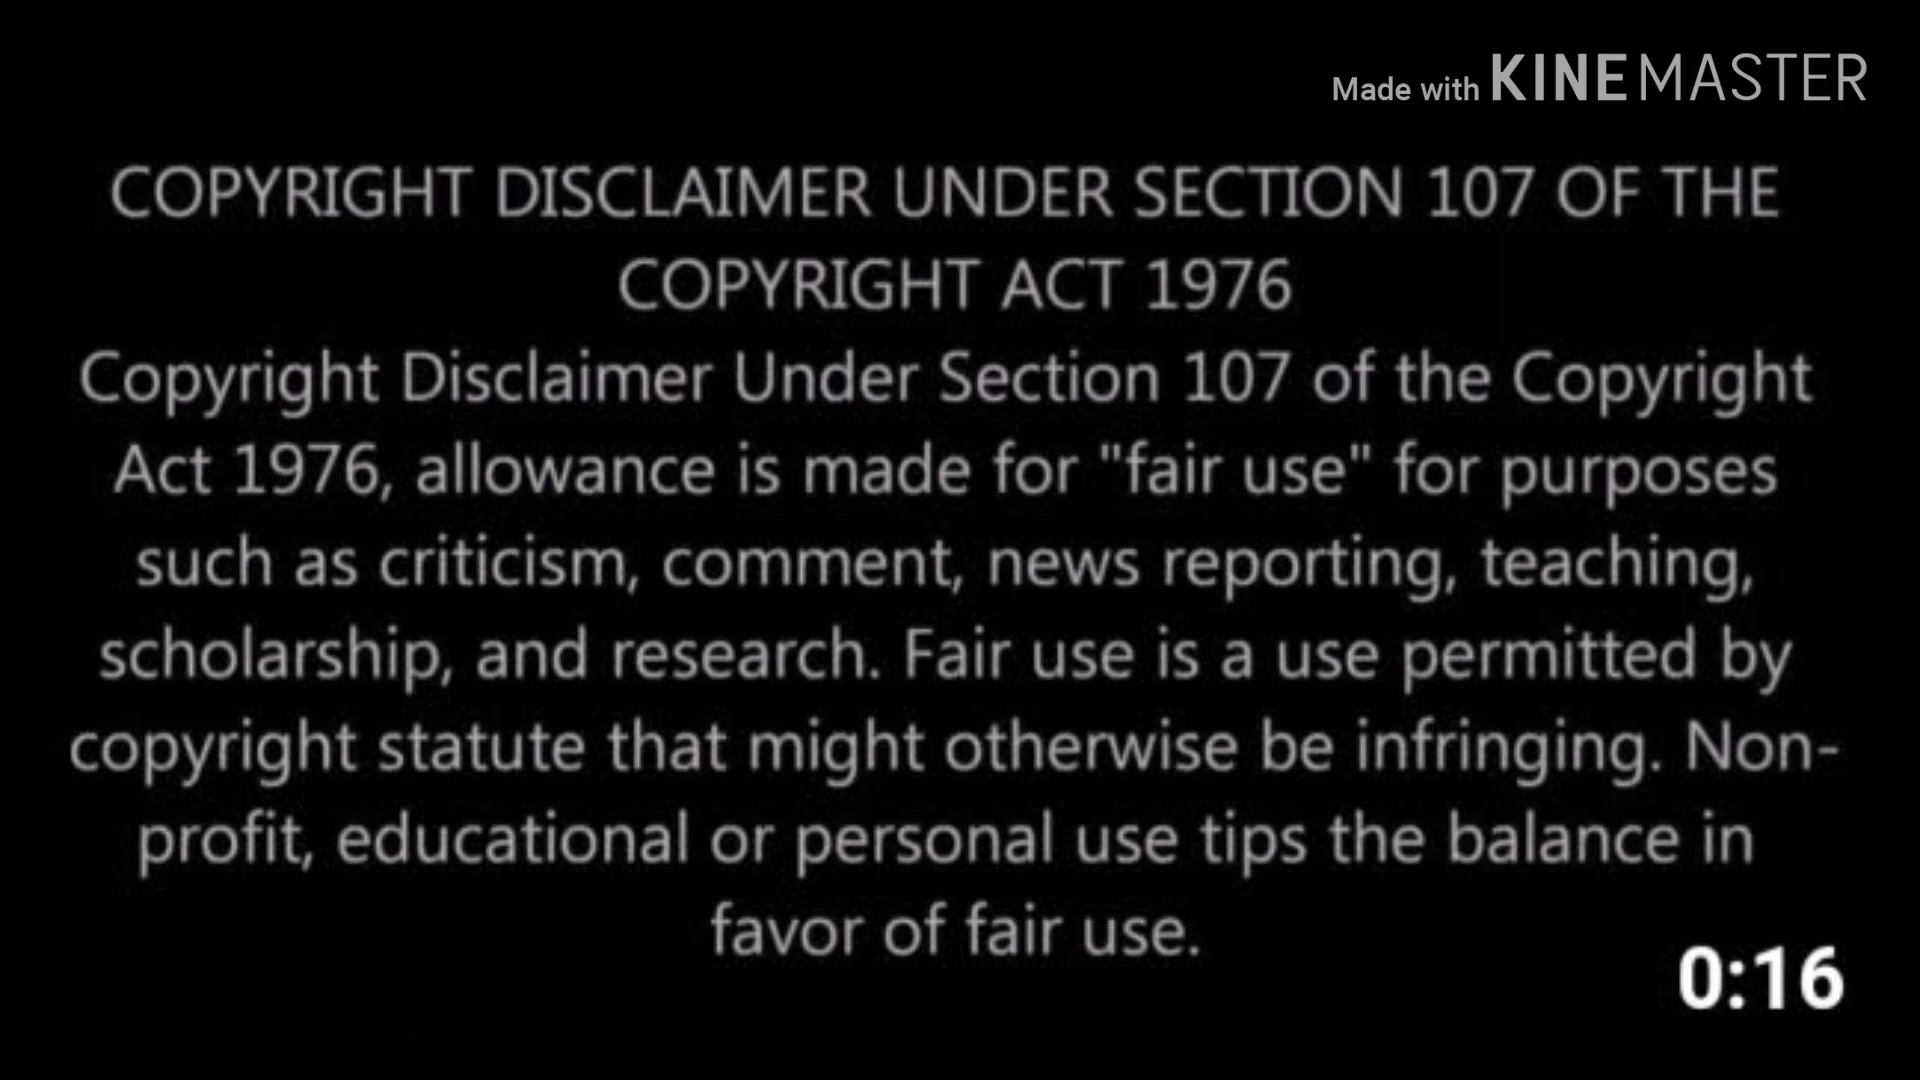 Made with KINEMASTER
COPYRIGHT DISCLAIMER UNDER SECTION 107 OF THE
COPYRIGHT ACT 1976
Copyright Disclaimer Under Section 107 of the Copyright
Act 1976, allowance is made for "fair use" for purposes
such as criticism, comment, news reporting, teaching,
scholarship, and research. Fair use is a use permitted by
copyright statute that might otherwise be infringing. Non-
profit, educational or personal use tips the balance in
favor of fair use.
0:16